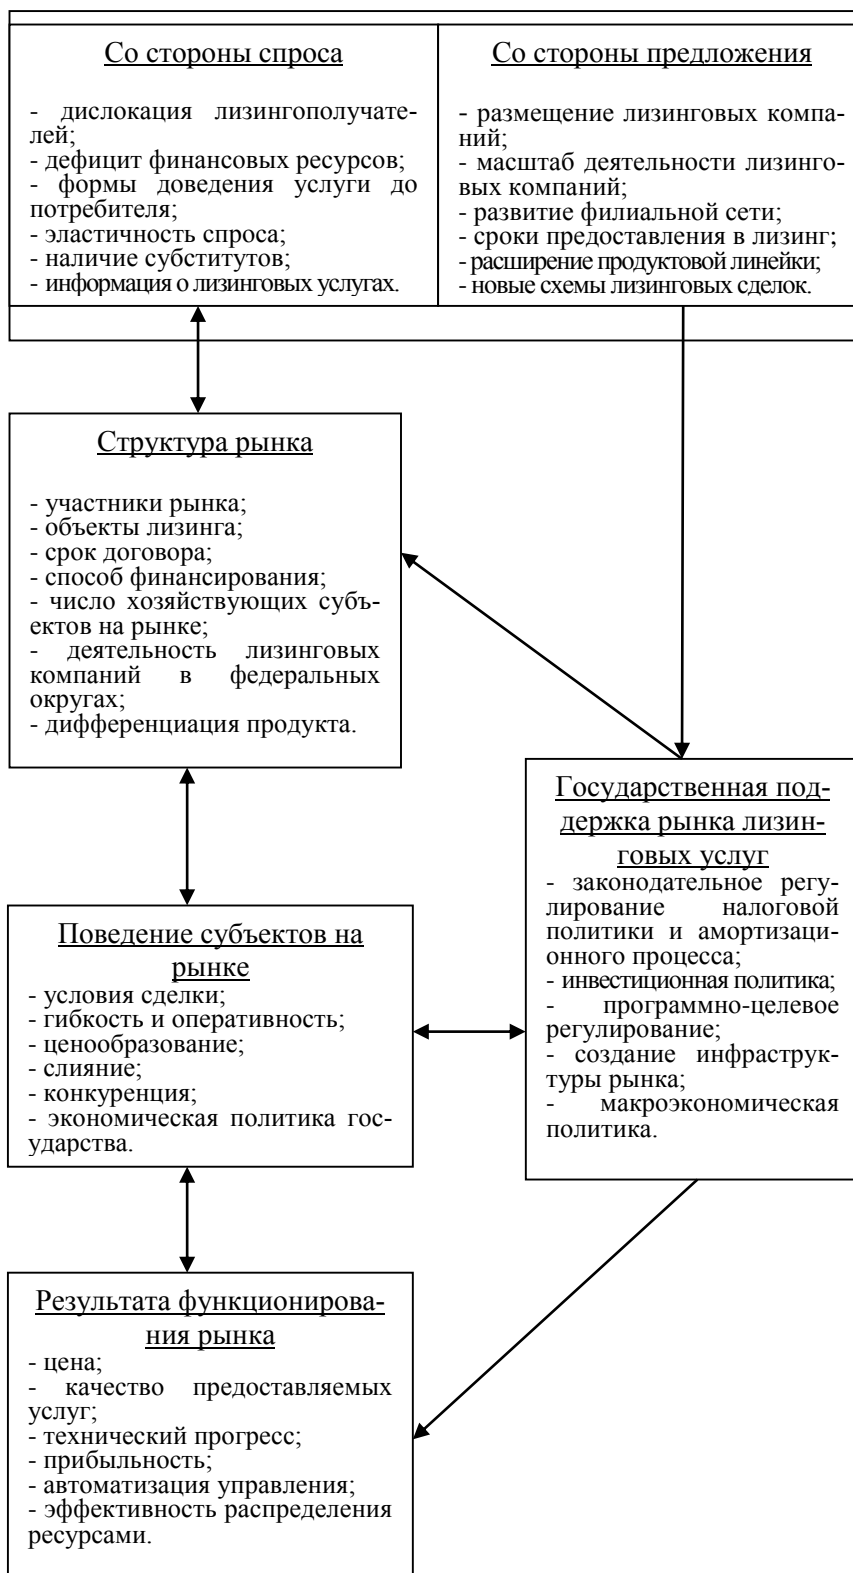 Со стороны спроса
- дислокация лизингополучате-
лей;
- дефицит финансовых ресурсов;
- формы доведения услуги до
потребителя;
- эластичность спроса;
- наличие субститутов;
- информация о лизинговых услугах.
Со стороны предложения
- размещение лизинговых компа-
ний;
- масштаб деятельности лизинго-
вых компаний;
- развитие филиальной сети;
- сроки предоставления в лизинг;
- расширение продуктовой линейки;
- новые схемы лизинговых сделок.
Структура рынка
- участники рынка;
- объекты лизинга;
- срок договора;
- способ финансирования;
- число хозяйствующих субъ-
ектов на рынке;
- деятельность лизинговых
компаний в федеральных
округах;
- дифференциация продукта.
Государственная под-
держка рынка лизин-
говых услуг
- законодательное регу-
лирование налоговой
политики и амортизаци-
онного процесса;
- инвестиционная политика;
- программно-целевое
регулирование;
- создание инфраструк-
туры рынка;
- макроэкономическая
политика.
Поведение субъектов на
рынке
- условия сделки;
- гибкость и оперативность;
- ценообразование;
- слияние;
- конкуренция;
- экономическая политика гос-
ударства.
Результата функционирова-
ния рынка
- цена;
- качество предоставляемых
услуг;
- технический прогресс;
- прибыльность;
- автоматизация управления;
- эффективность распределения
ресурсами.